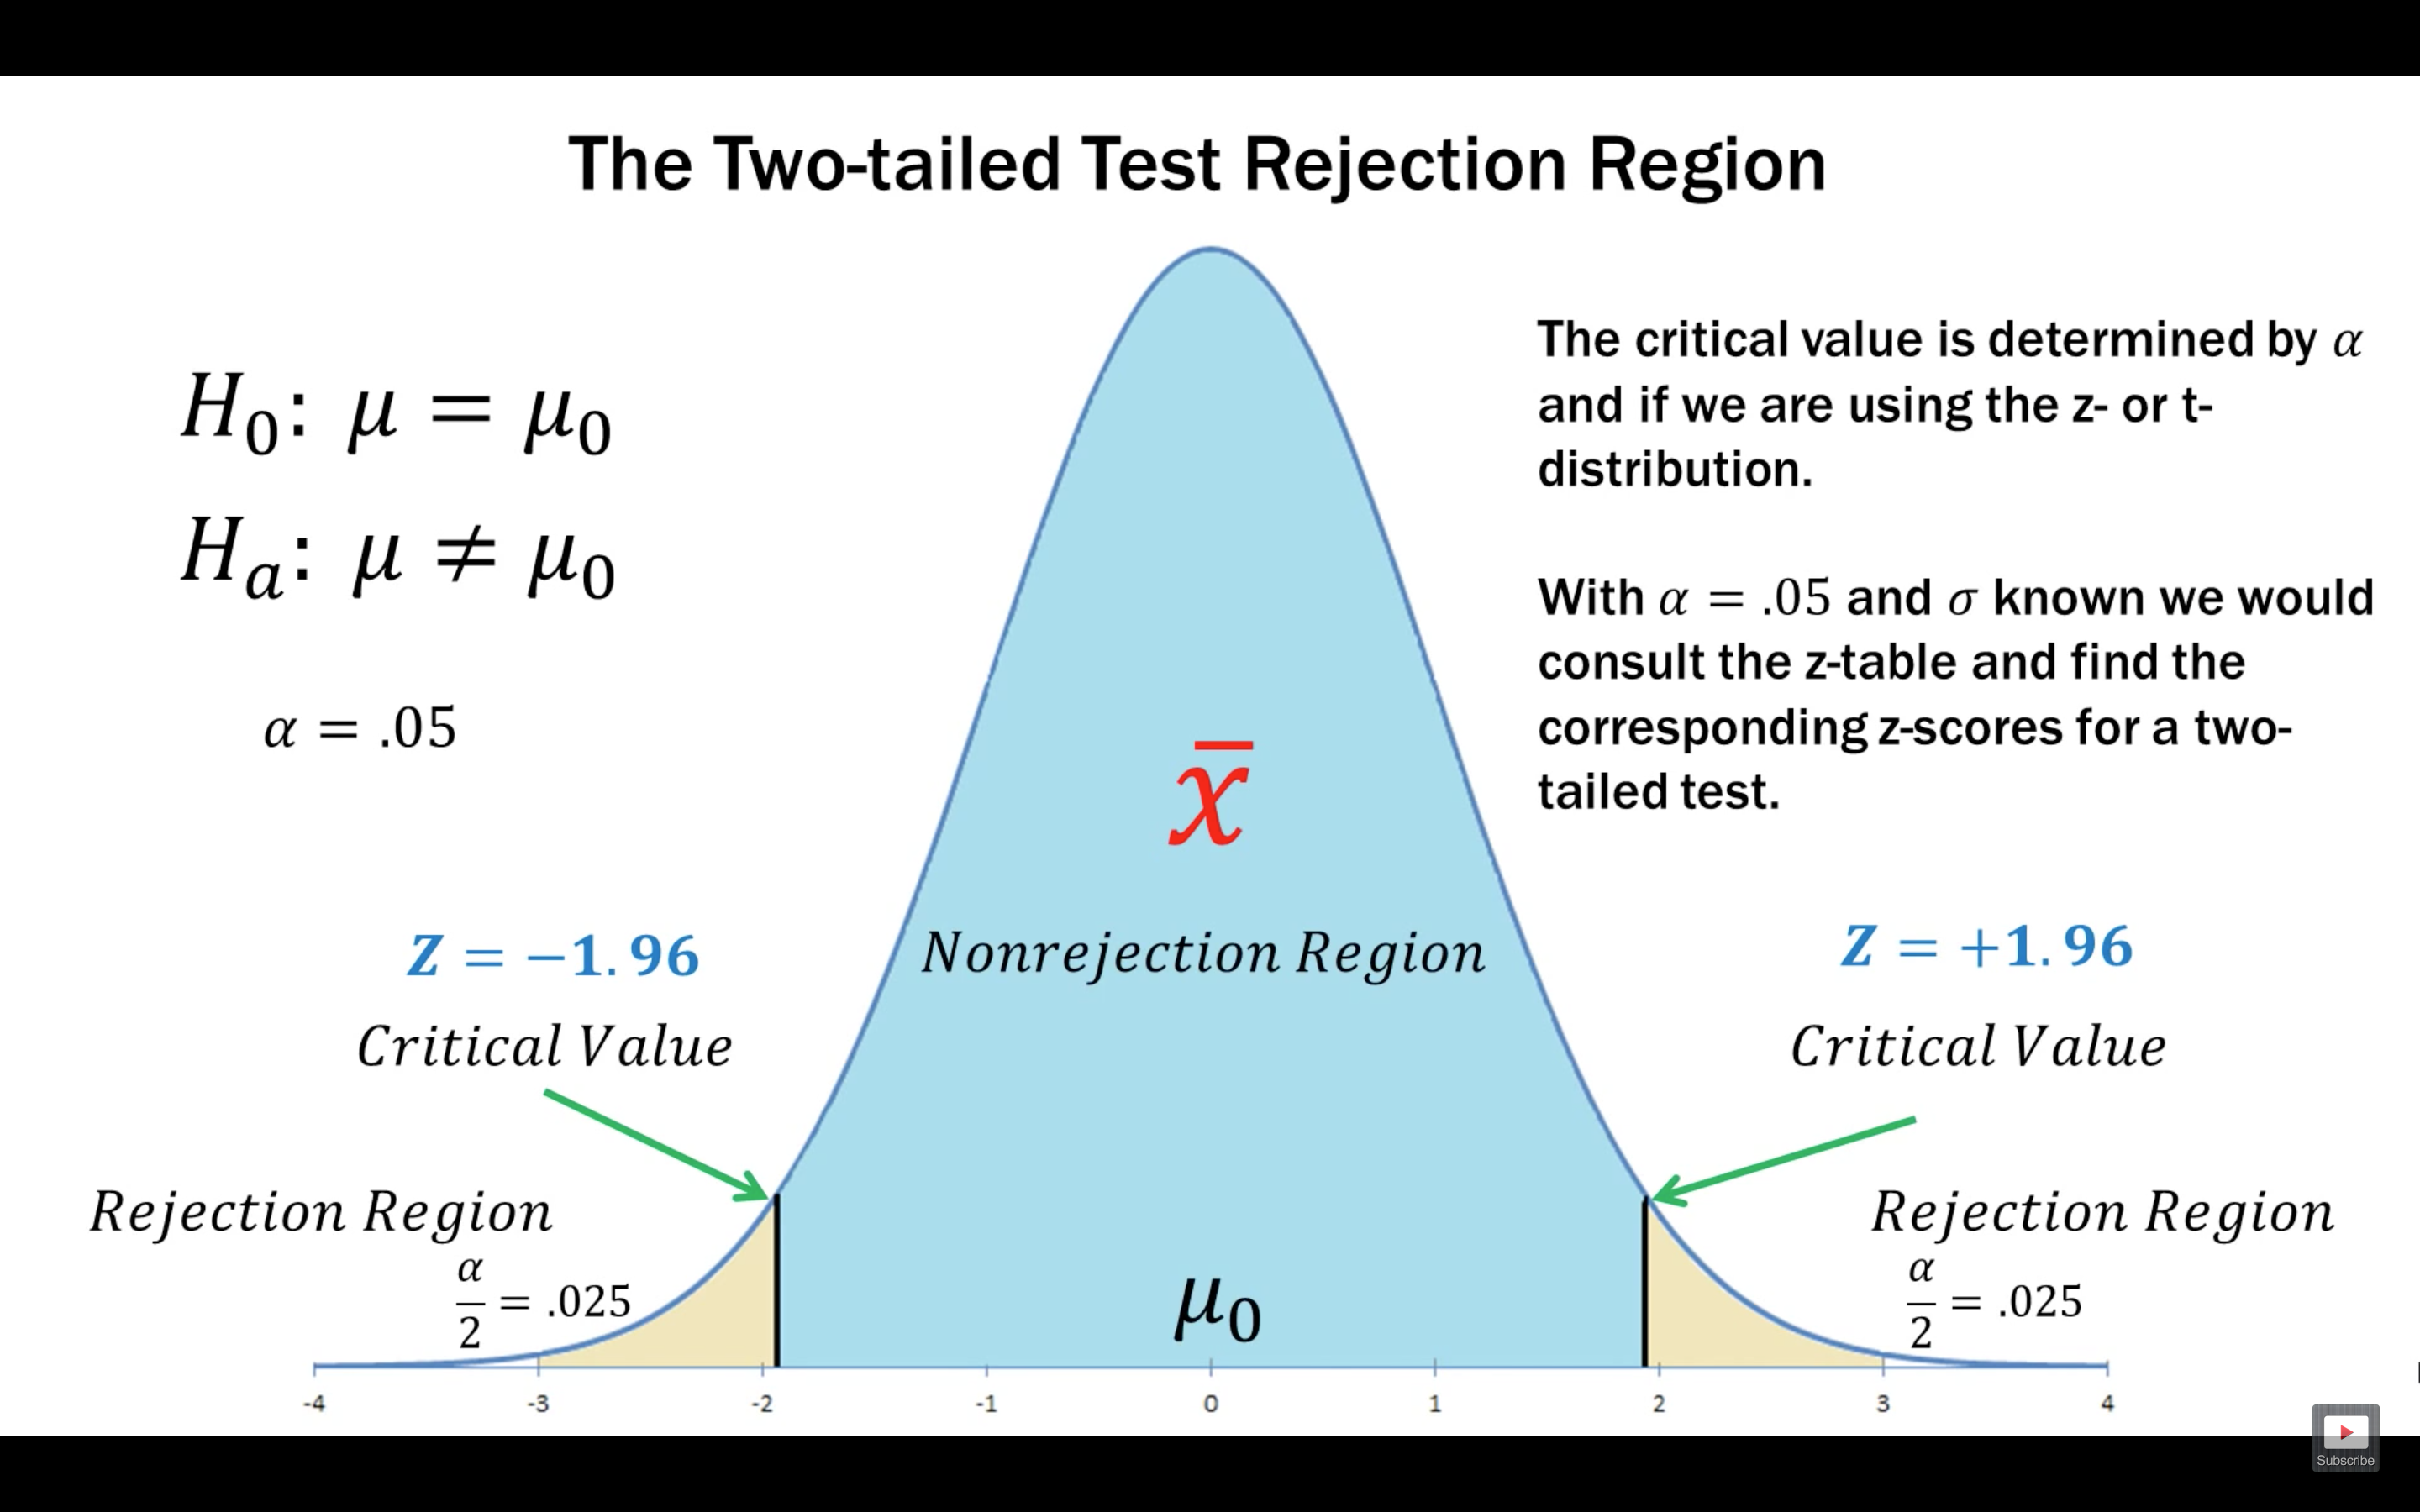 The Two-tailed Test Rejection Region
H₀: μ = μ₀
Hₐ: μ ≠ μ₀
α = .05
The critical value is determined by α
and if we are using the z- or t-
distribution.
With α = .05 and σ known we would
consult the z-table and find the
corresponding z-scores for a two-
tailed test.
x̄
Nonrejection Region
Z = −1.96
Critical Value
Z = +1.96
Critical Value
Rejection Region
α/2 = .025
Rejection Region
α/2 = .025
μ₀
-4 -3 -2 -1 0 1 2 3 4
Subscribe